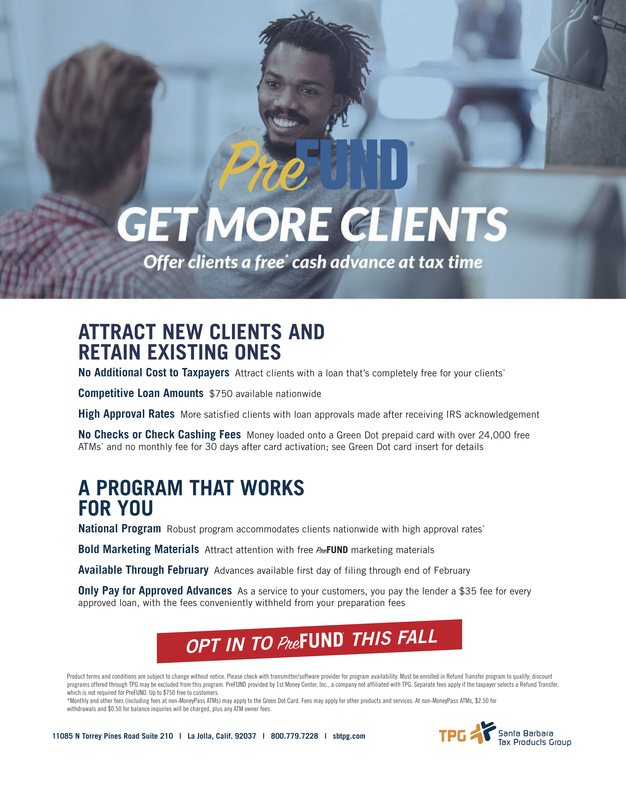 PreFUND®
GET MORE CLIENTS
Offer clients a free* cash advance at tax time
ATTRACT NEW CLIENTS AND
RETAIN EXISTING ONES
No Additional Cost to Taxpayers Attract clients with a loan that's completely free for your clients*
Competitive Loan Amounts $750 available nationwide
High Approval Rates More satisfied clients with loan approvals made after receiving IRS acknowledgement
No Checks or Check Cashing Fees Money loaded onto a Green Dot prepaid card with over 24,000 free
ATMs* and no monthly fee for 30 days after card activation; see Green Dot card insert for details
A PROGRAM THAT WORKS
FOR YOU
National Program Robust program accommodates clients nationwide with high approval rates*
Bold Marketing Materials Attract attention with free PreFUND marketing materials
Available Through February Advances available first day of filing through end of February
Only Pay for Approved Advances As a service to your customers, you pay the lender a $35 fee for every
approved loan, with the fees conveniently withheld from your preparation fees
OPT IN TO PreFUND THIS FALL
Product terms and conditions are subject to change without notice. Please check with transmitter/software provider for program availability. Must be enrolled in Refund Transfer program to qualify, discount
programs offered through TPG may be excluded from this program. PreFUND provided by 1st Money Center, Inc., a company not affiliated with TPG. Separate fees apply if the taxpayer selects a Refund Transfer,
which is not required for PreFUND. Up to $750 free to customers.
*Monthly and other fees (including fees at non-MoneyPass ATMs) may apply to the Green Dot Card. Fees may apply for other products and services. At non-MoneyPass ATMs, $2.50 for
withdrawals and $0.50 for balance inquiries will be charged, plus any ATM owner fees.
11085 N Torrey Pines Road Suite 210 I La Jolla, Calif. 92037 I 800.779.7228 I sbtpg.com
TPG Santa Barbara
Tax Products Group